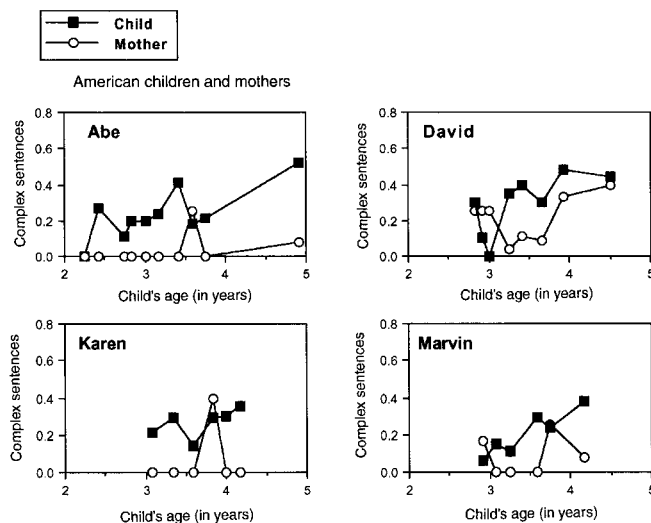 Child
Mother
American children and mothers
Abe
Complex sentences
0.8
0.6
0.4
0.2
0.0
2 3 4 5
Child's age (in years)
David
Complex sentences
0.8
0.6
0.4
0.2
0.0
2 3 4 5
Child's age (in years)
Karen
Complex sentences
0.8
0.6
0.4
0.2
0.0
2 3 4 5
Child's age (in years)
Marvin
Complex sentences
0.8
0.6
0.4
0.2
0.0
2 3 4 5
Child's age (in years)